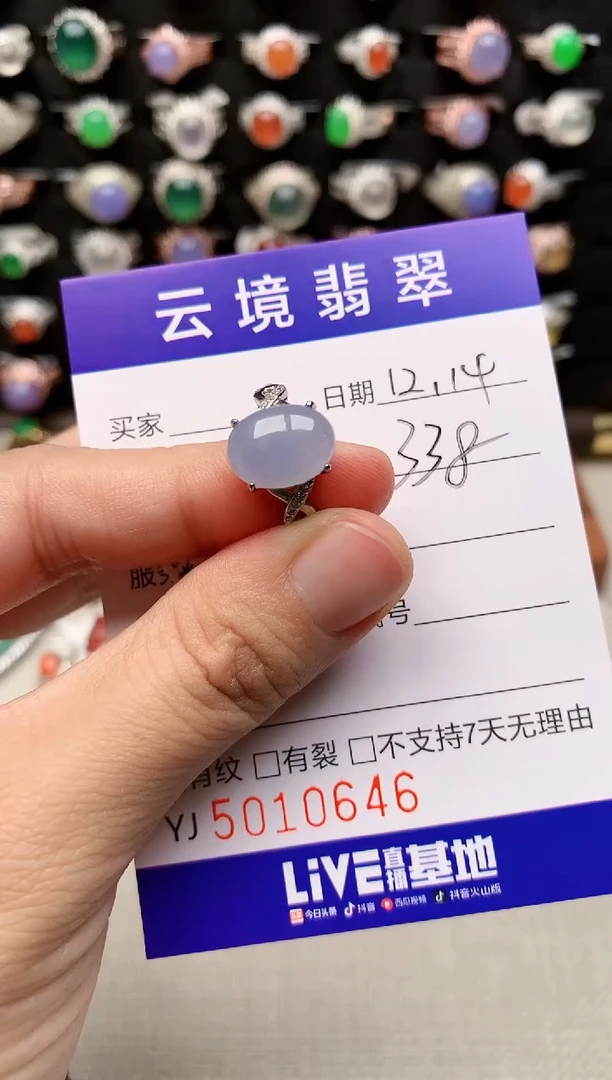 云境翡翠
买家
日期 12.14
338
服
号
有纹 □有裂 □不支持7天无理由
YJ 5010646
LiVE直播基地
今日头条 抖音 西瓜视频 抖音火山版